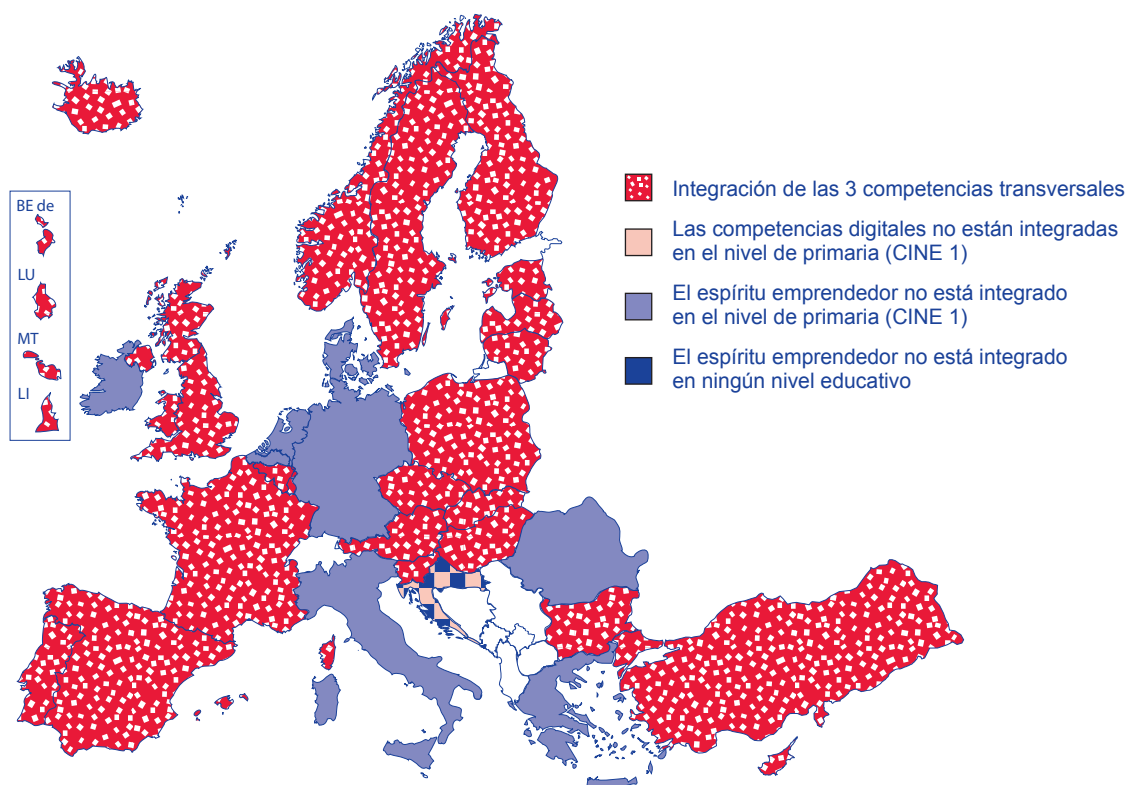 BE de
LU
MT
LI
Integración de las 3 competencias transversales
Las competencias digitales no están integradas
en el nivel de primaria (CINE 1)
El espíritu emprendedor no está integrado
en el nivel de primaria (CINE 1)
El espíritu emprendedor no está integrado
en ningún nivel educativo